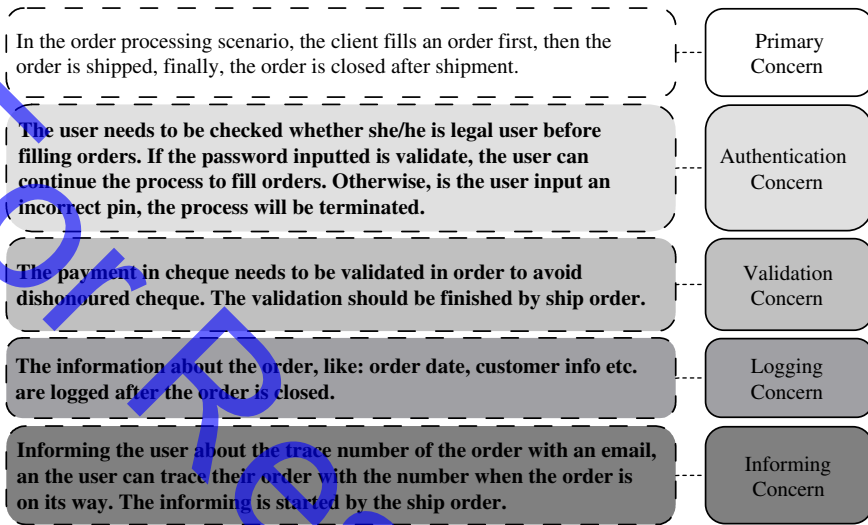 In the order processing scenario, the client fills an order first, then the
order is shipped, finally, the order is closed after shipment.
Primary
Concern
The user needs to be checked whether she/he is legal user before
filling orders. If the password inputted is validate, the user can
continue the process to fill orders. Otherwise, is the user input an
incorrect pin, the process will be terminated.
Authentication
Concern
The payment in cheque needs to be validated in order to avoid
dishonoured cheque. The validation should be finished by ship order.
Validation
Concern
The information about the order, like: order date, customer info etc.
are logged after the order is closed.
Logging
Concern
Informing the user about the trace number of the order with an email,
an the user can trace their order with the number when the order is
on its way. The informing is started by the ship order.
Informing
Concern